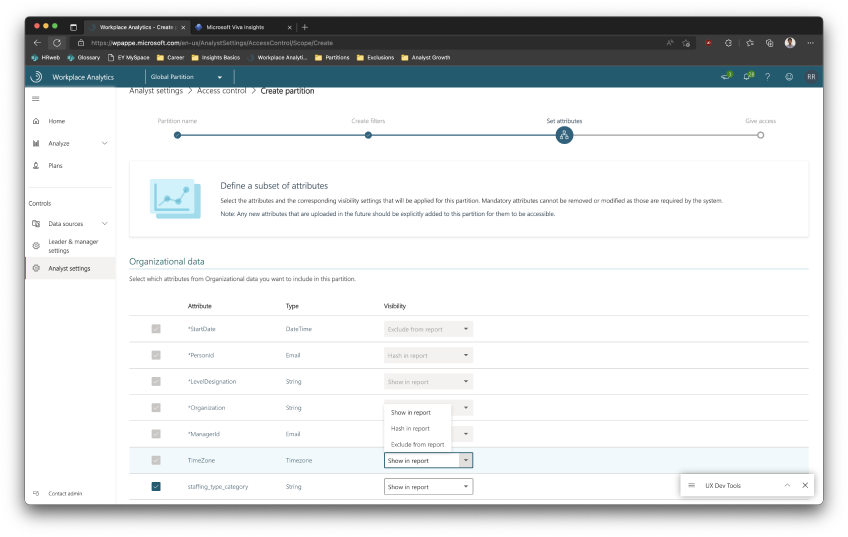 Workplace Analytics - Create
Microsoft Viva Insights
https://wpappe.microsoft.com/en-us/AnalystSettings/AccessControl/Scope/Create
HRweb
Glossary
EY MySpace
Career
Insights Basics
Workplace Analyti...
Partitions
Exclusions
Analyst Growth
Workplace Analytics
Global Partition
?
RR
Analyst settings > Access control > Create partition
Home
Analyze
Plans
Controls
Data sources
Leader & manager
settings
Analyst settings
Contact admin
Partition name
Create filters
Set attributes
Give access
Define a subset of attributes
Select the attributes and the corresponding visibility settings that will be applied for this partition. Mandatory attributes cannot be removed or modified as those are required by the system.
Note: Any new attributes that are uploaded in the future should be explicitly added to this partition for them to be accessible.
Organizational data
Select which attributes from Organizational data you want to include in this partition.
Attribute Type Visibility
*StartDate DateTime Exclude from report
*PersonId Email Hash in report
*LevelDesignation String Show in report
*Organization String
*ManagerId Email
Show in report
Hash in report
Exclude from report
TimeZone Timezone Show in report
staffing_type_category String Show in report
UX Dev Tools